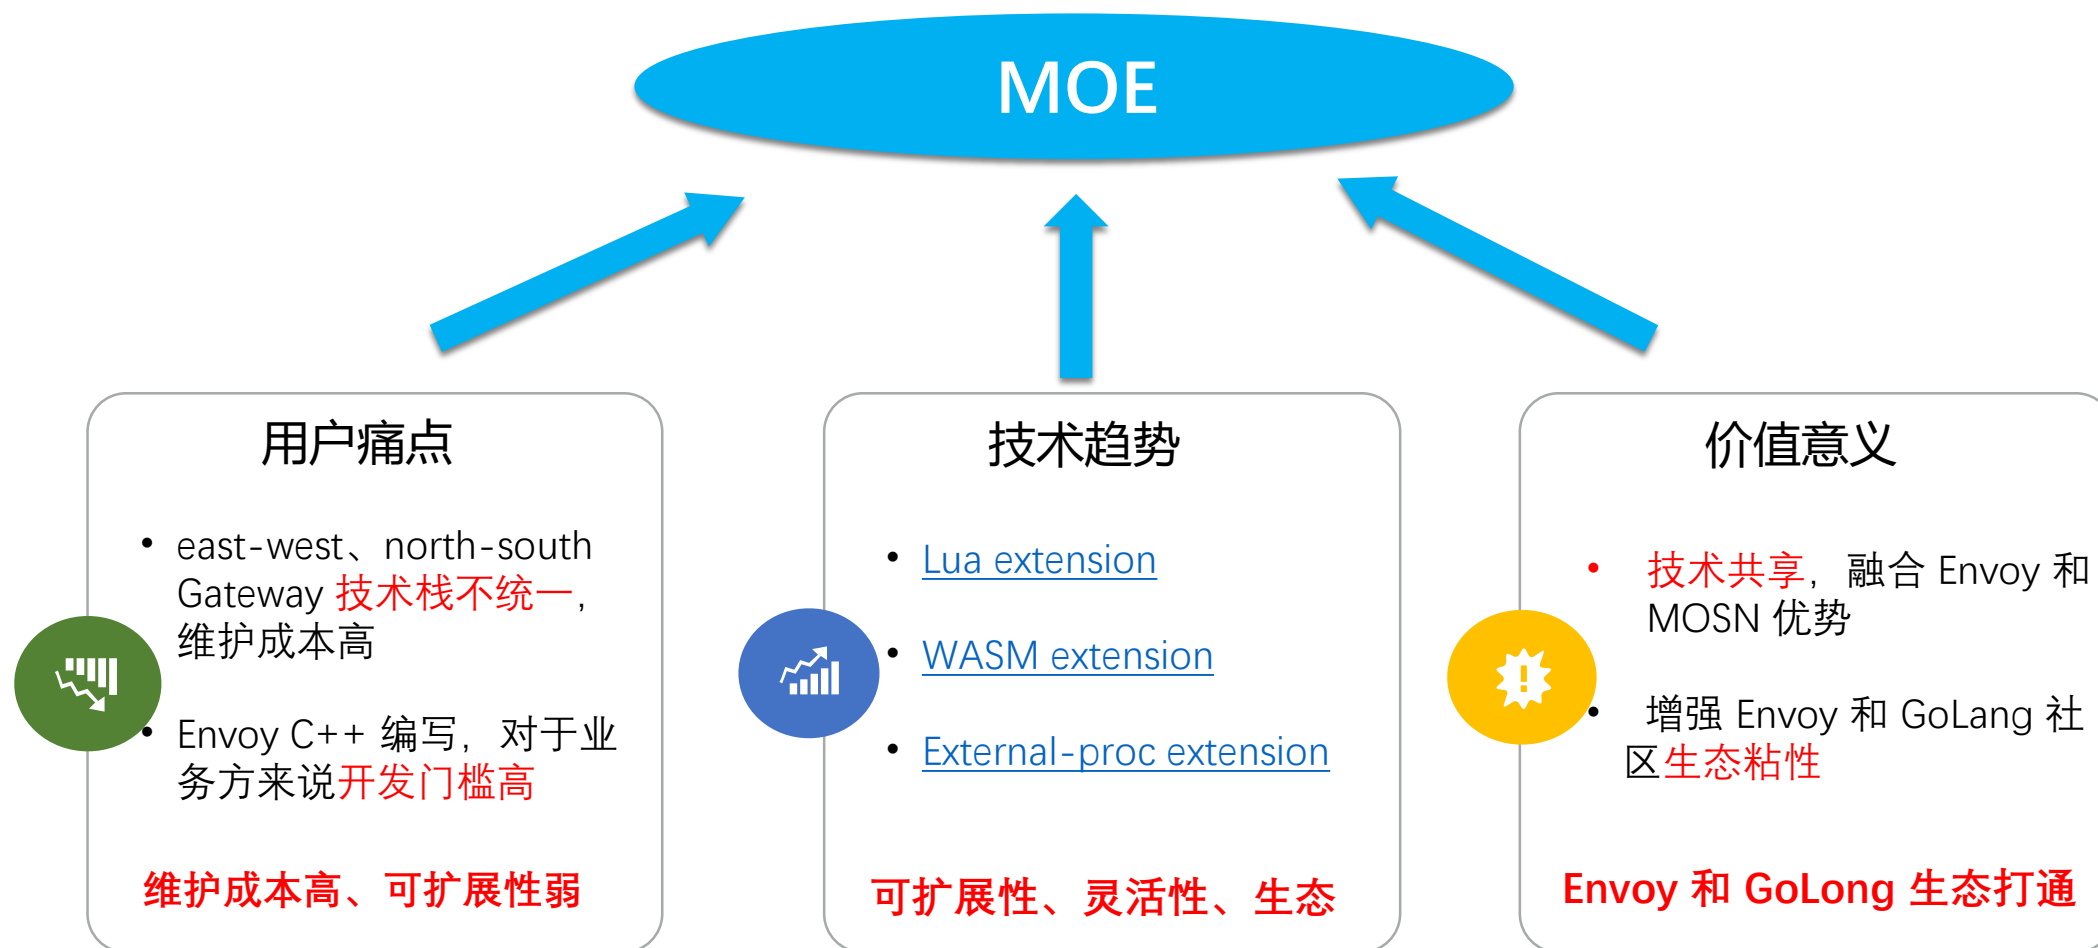 MOE
用户痛点
east-west、north-south
Gateway 技术栈不统一，
维护成本高
Envoy C++ 编写，对于业
务方来说开发门槛高
维护成本高、可扩展性弱
技术趋势
Lua extension
WASM extension
External-proc extension
可扩展性、灵活性、生态
价值意义
技术共享，融合 Envoy 和
MOSN 优势
增强 Envoy 和 GoLang 社
区生态粘性
Envoy 和 GoLong 生态打通